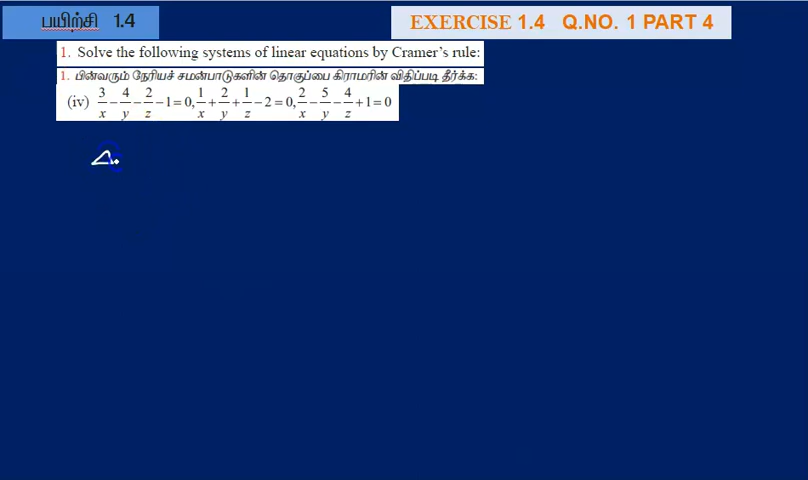 பயிற்சி 1.4
EXERCISE 1.4 Q.NO. 1 PART 4
1. Solve the following systems of linear equations by Cramer's rule:
1. பின்வரும் நேரியச் சமன்பாடுகளின் தொகுப்பை கிராமரின் விதிப்படி தீர்க்க:
(iv) 3/x − 4/y − 2/z − 1 = 0, 1/x + 2/y + 1/z − 2 = 0, 2/x − 5/y − 4/z + 1 = 0